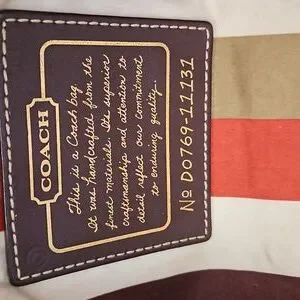 COACH
This is a Coach bag.
It was handcrafted from the
finest materials. Its superior
craftsmanship and attention to
detail reflect our commitment
to enduring quality.
No D0769-11131